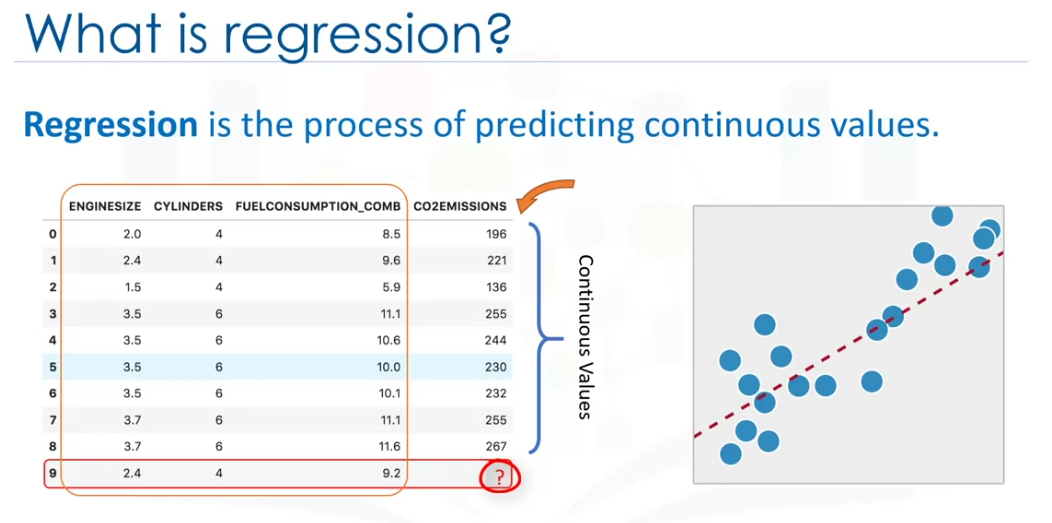 What is regression?
Regression is the process of predicting continuous values.
ENGINESIZE CYLINDERS FUELCONSUMPTION_COMB CO2EMISSIONS
0 2.0 4 8.5 196
1 2.4 4 9.6 221
2 1.5 4 5.9 136
3 3.5 6 11.1 255
4 3.5 6 10.6 244
5 3.5 6 10.0 230
6 3.5 6 10.1 232
7 3.7 6 11.1 255
8 3.7 6 11.6 267
9 2.4 4 9.2 ?
Continuous Values